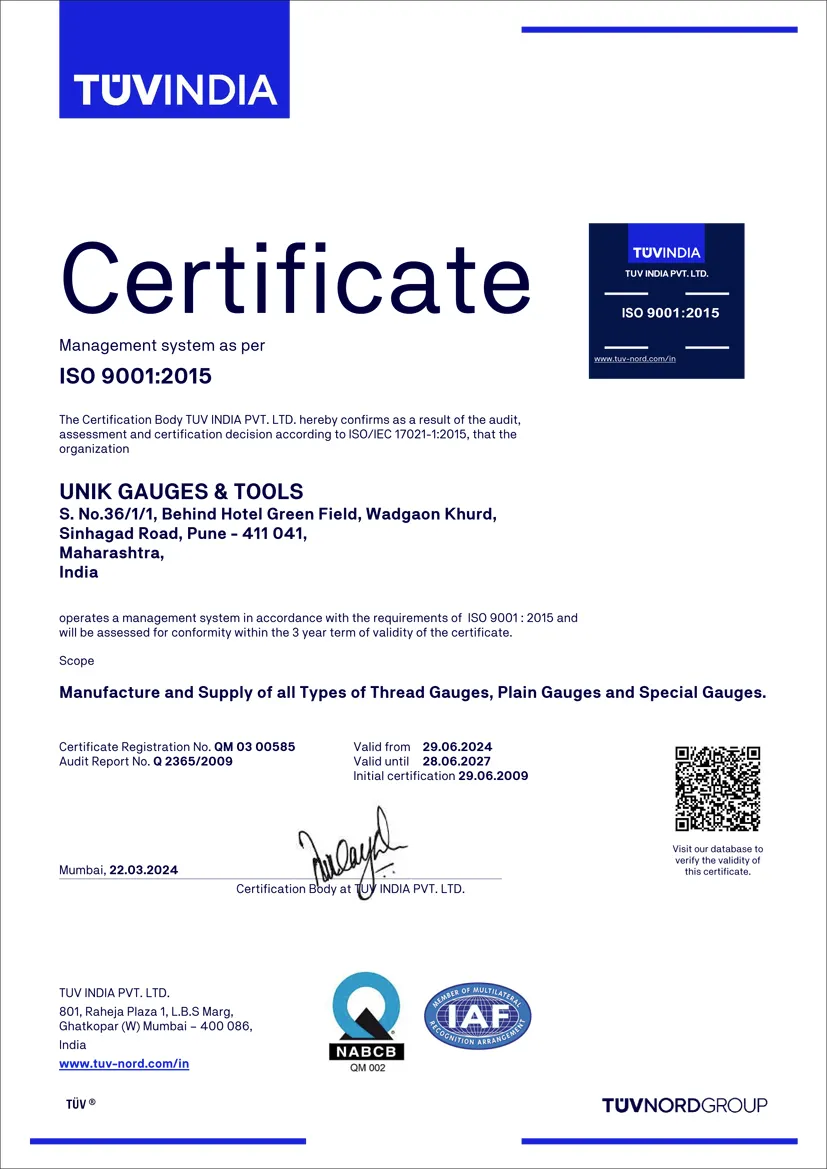 TÜVINDIA
Certificate
TÜVINDIA
TUV INDIA PVT. LTD.
ISO 9001:2015
www.tuv-nord.com/in
Management system as per
ISO 9001:2015
The Certification Body TUV INDIA PVT. LTD. hereby confirms as a result of the audit,
assessment and certification decision according to ISO/IEC 17021-1:2015, that the
organization
UNIK GAUGES & TOOLS
S. No.36/1/1, Behind Hotel Green Field, Wadgaon Khurd,
Sinhagad Road, Pune - 411 041,
Maharashtra,
India
operates a management system in accordance with the requirements of ISO 9001 : 2015 and
will be assessed for conformity within the 3 year term of validity of the certificate.
Scope
Manufacture and Supply of all Types of Thread Gauges, Plain Gauges and Special Gauges.
Certificate Registration No. QM 03 00585
Audit Report No. Q 2365/2009
Valid from 29.06.2024
Valid until 28.06.2027
Initial certification 29.06.2009
Visit our database to
verify the validity of
this certificate.
Mumbai, 22.03.2024
Certification Body at TUV INDIA PVT. LTD.
TUV INDIA PVT. LTD.
801, Raheja Plaza 1, L.B.S Marg,
Ghatkopar (W) Mumbai – 400 086,
India
www.tuv-nord.com/in
NABCB
QM 002
MEMBER OF MULTILATERAL
IAF
RECOGNITION ARRANGEMENT
TÜV ®
TÜVNORDGROUP